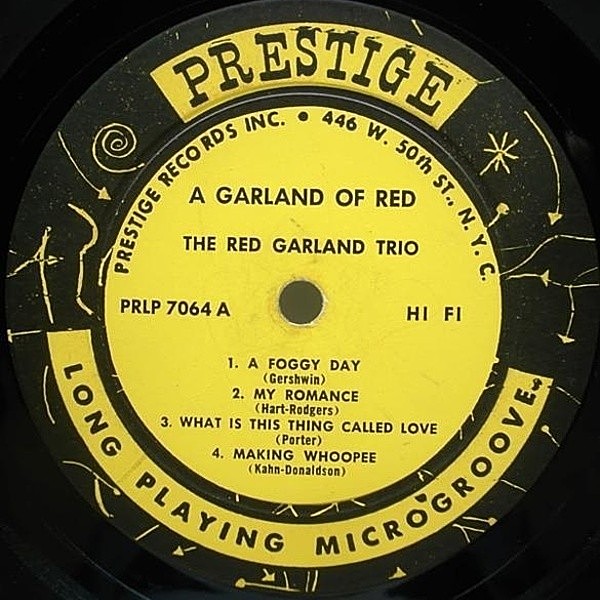 PRESTIGE
PRESTIGE RECORDS INC. • 446 W. 50th ST., N.Y.C.
A GARLAND OF RED
THE RED GARLAND TRIO
PRLP 7064 A HI FI
1. A FOGGY DAY
(Gershwin)
2. MY ROMANCE
(Hart-Rodgers)
3. WHAT IS THIS THING CALLED LOVE
(Porter)
4. MAKING WHOOPEE
(Kahn-Donaldson)
LONG PLAYING MICROGROOVE